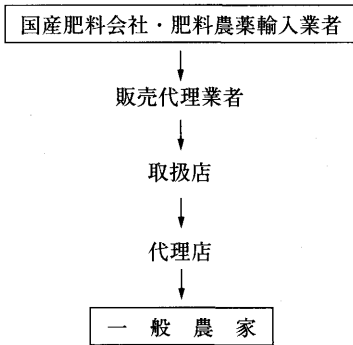 国産肥料会社・肥料農薬輸入業者
販売代理業者
取扱店
代理店
一般農家